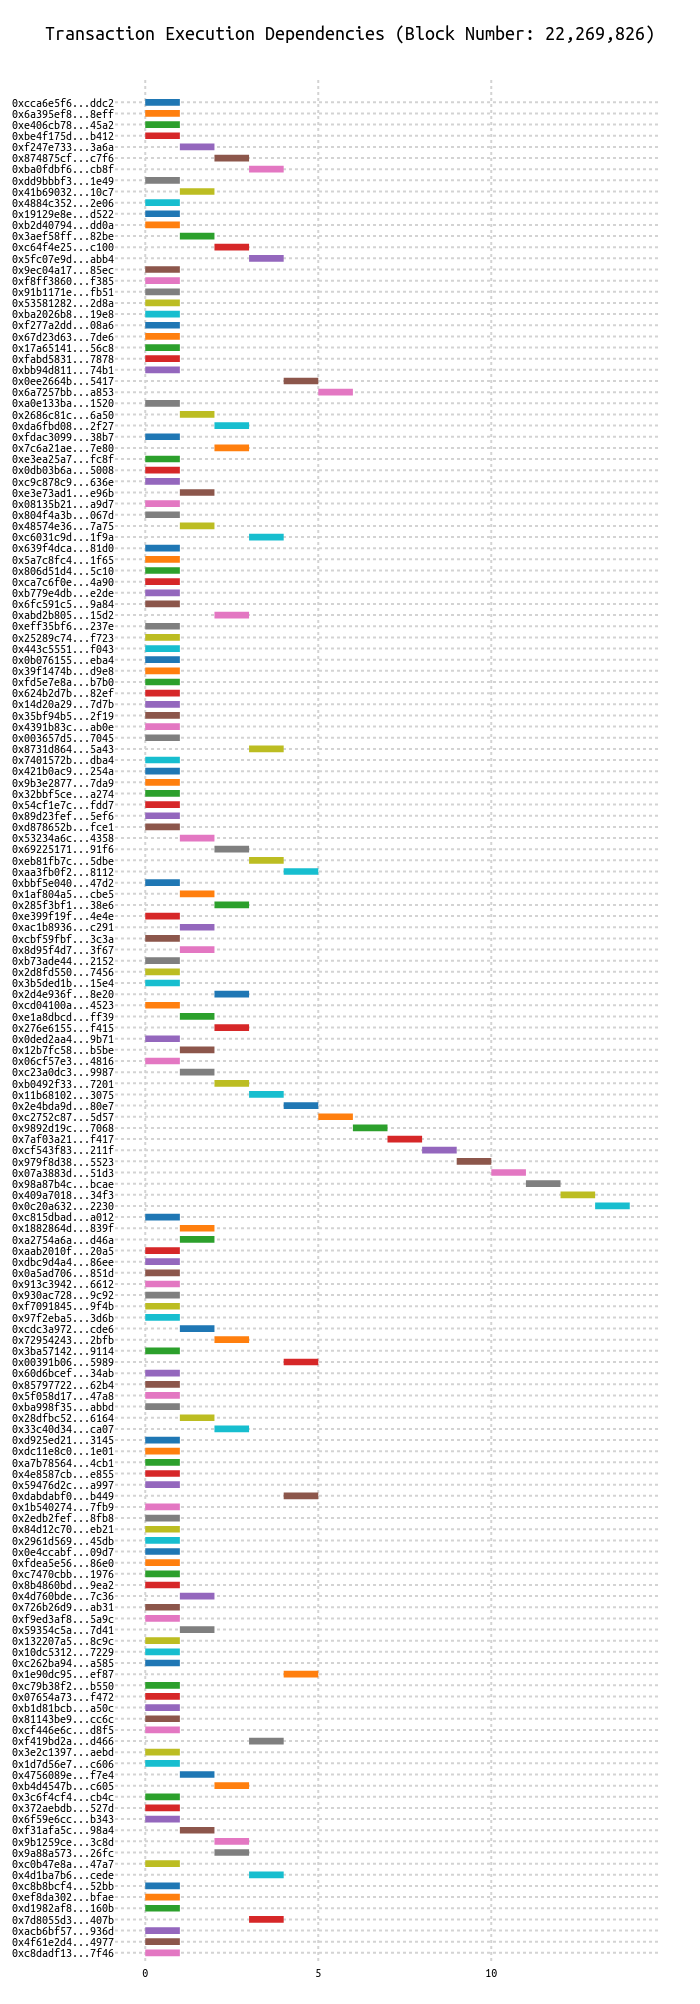 Transaction Execution Dependencies (Block Number: 22,269,826)
0xcca6e5f6...ddc2
0x6a395ef8...8eff
0xe406cb78...45a2
0xbe4f175d...b412
0xf247e733...3a6a
0x874875cf...c7f6
0xba0fdbf6...cb8f
0xdd9bbbf3...1e49
0x41b69032...10c7
0x4884c352...2e06
0x19129e8e...d522
0xb2d40794...dd0a
0x3aef58ff...82be
0xc64f4e25...c100
0x5fc07e9d...abb4
0x9ec04a17...85ec
0xf8ff3860...f385
0x91b1171e...fb51
0x53581282...2d8a
0xba2026b8...19e8
0xf277a2dd...08a6
0x67d23d63...7de6
0x17a65141...56c8
0xfabd5831...7878
0xbb94d811...74b1
0x0ee2664b...5417
0x6a7257bb...a853
0xa0e133ba...1520
0x2686c81c...6a50
0xda6fbd08...2f27
0xfdac3099...38b7
0x7c6a21ae...7e80
0xe3ea25a7...fc8f
0x0db03b6a...5008
0xc9c878c9...636e
0xe3e73ad1...e96b
0x08135b21...a9d7
0x804f4a3b...067d
0x48574e36...7a75
0xc6031c9d...1f9a
0x639f4dca...81d0
0x5a7c8fc4...1f65
0x806d51d4...5c10
0xca7c6f0e...4a90
0xb779e4db...e2de
0x6fc591c5...9a84
0xabd2b805...15d2
0xeff35bf6...237e
0x25289c74...f723
0x443c5551...f043
0x0b076155...eba4
0x39f1474b...d9e8
0xfd5e7e8a...b7b0
0x624b2d7b...82ef
0x14d20a29...7d7b
0x35bf94b5...2f19
0x4391b83c...ab0e
0x003657d5...7045
0x8731d864...5a43
0x7401572b...dba4
0x421b0ac9...254a
0x9b3e2877...7da9
0x32bbf5ce...a274
0x54cf1e7c...fdd7
0x89d23fef...5ef6
0xd878652b...fce1
0x53234a6c...4358
0x69225171...91f6
0xeb81fb7c...5dbe
0xaa3fb0f2...8112
0xbbf5e040...47d2
0x1af804a5...cbe5
0x285f3bf1...38e6
0xe399f19f...4e4e
0xac1b8936...c291
0xcbf59fbf...3c3a
0x8d95f4d7...3f67
0xb73ade44...2152
0x2d8fd550...7456
0x3b5ded1b...15e4
0x2d4e936f...8e20
0xcd04100a...4523
0xe1a8dbcd...ff39
0x276e6155...f415
0x0ded2aa4...9b71
0x12b7fc58...b5be
0x06cf57e3...4816
0xc23a0dc3...9987
0xb0492f33...7201
0x11b68102...3075
0x2e4bda9d...80e7
0xc2752c87...5d57
0x9892d19c...7068
0x7af03a21...f417
0xcf543f83...211f
0x979f8d38...5523
0x07a3883d...51d3
0x98a87b4c...bcae
0x409a7018...34f3
0x0c20a632...2230
0xc815dbad...a012
0x1882864d...839f
0xa2754a6a...d46a
0xaab2010f...20a5
0xdbc9d4a4...86ee
0x0a5ad706...851d
0x913c3942...6612
0x930ac728...9c92
0xf7091845...9f4b
0x97f2eba5...3d6b
0xcdc3a972...cde6
0x72954243...2bfb
0x3ba57142...9114
0x00391b06...5989
0x60d6bcef...34ab
0x85797722...62b4
0x5f058d17...47a8
0xba998f35...abbd
0x28dfbc52...6164
0x33c40d34...ca07
0xd925ed21...3145
0xdc11e8c0...1e01
0xa7b78564...4cb1
0x4e8587cb...e855
0x59476d2c...a997
0xdabdabf0...b449
0x1b540274...7fb9
0x2edb2fef...8fb8
0x84d12c70...eb21
0x2961d569...45db
0x0e4ccabf...09d7
0xfdea5e56...86e0
0xc7470cbb...1976
0x8b4860bd...9ea2
0x4d760bde...7c36
0x726b26d9...ab31
0xf9ed3af8...5a9c
0x59354c5a...7d41
0x132207a5...8c9c
0x10dc5312...7229
0xc262ba94...a585
0x1e90dc95...ef87
0xc79b38f2...b550
0x07654a73...f472
0xb1d81bcb...a50c
0x81143be9...cc6c
0xcf446e6c...d8f5
0xf419bd2a...d466
0x3e2c1397...aebd
0x1d7d56e7...c606
0x4756089e...f7e4
0xb4d4547b...c605
0x3c6f4cf4...cb4c
0x372aebdb...527d
0x6f59e6cc...b343
0xf31afa5c...98a4
0x9b1259ce...3c8d
0x9a88a573...26fc
0xc0b47e8a...47a7
0x4d1ba7b6...cede
0xc8b8bcf4...52bb
0xef8da302...bfae
0xd1982af8...160b
0x7d8055d3...407b
0xacb6bf57...936d
0x4f61e2d4...4977
0xc8dadf13...7f46
0 5 10